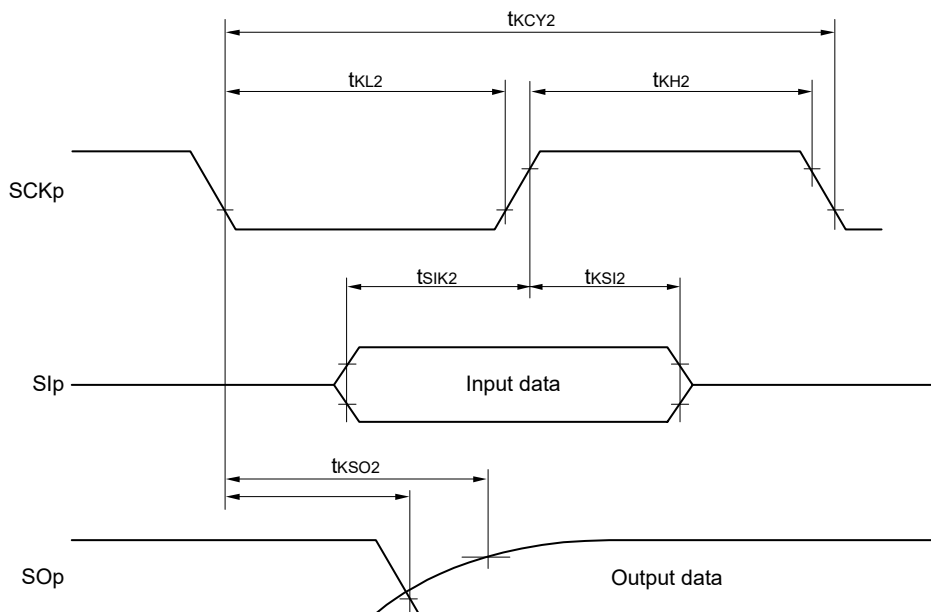 tKCY2
tKL2
tKH2
SCKp
tSIK2
tKSI2
SIp
Input data
tKSO2
SOp
Output data